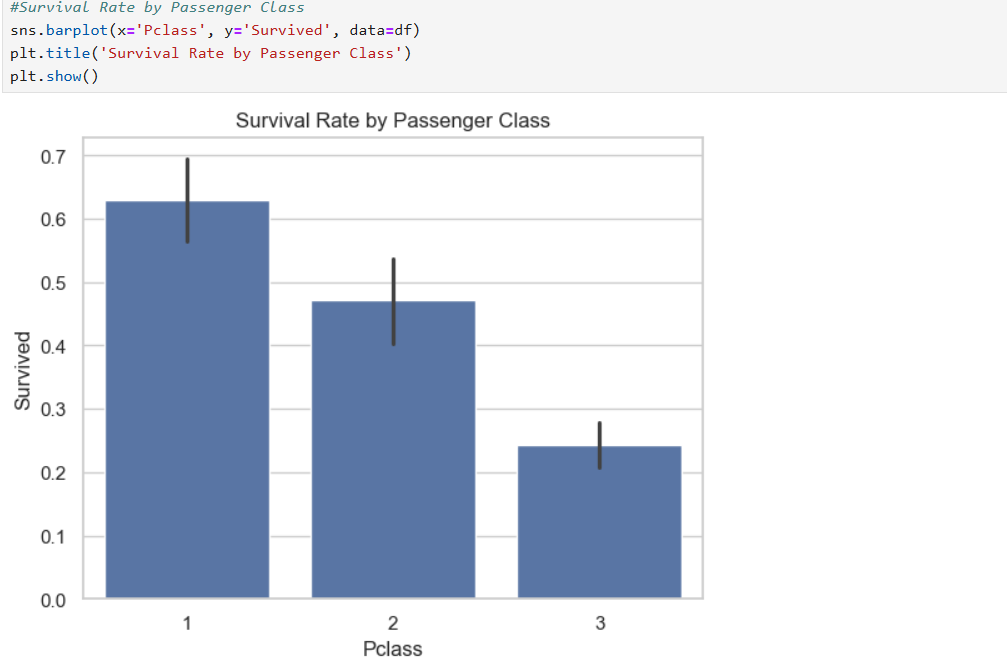 #Survival Rate by Passenger Class
sns.barplot(x='Pclass', y='Survived', data=df)
plt.title('Survival Rate by Passenger Class')
plt.show()
Survival Rate by Passenger Class
0.7
0.6
0.5
0.4
0.3
0.2
0.1
0.0
Survived
1 2 3
Pclass